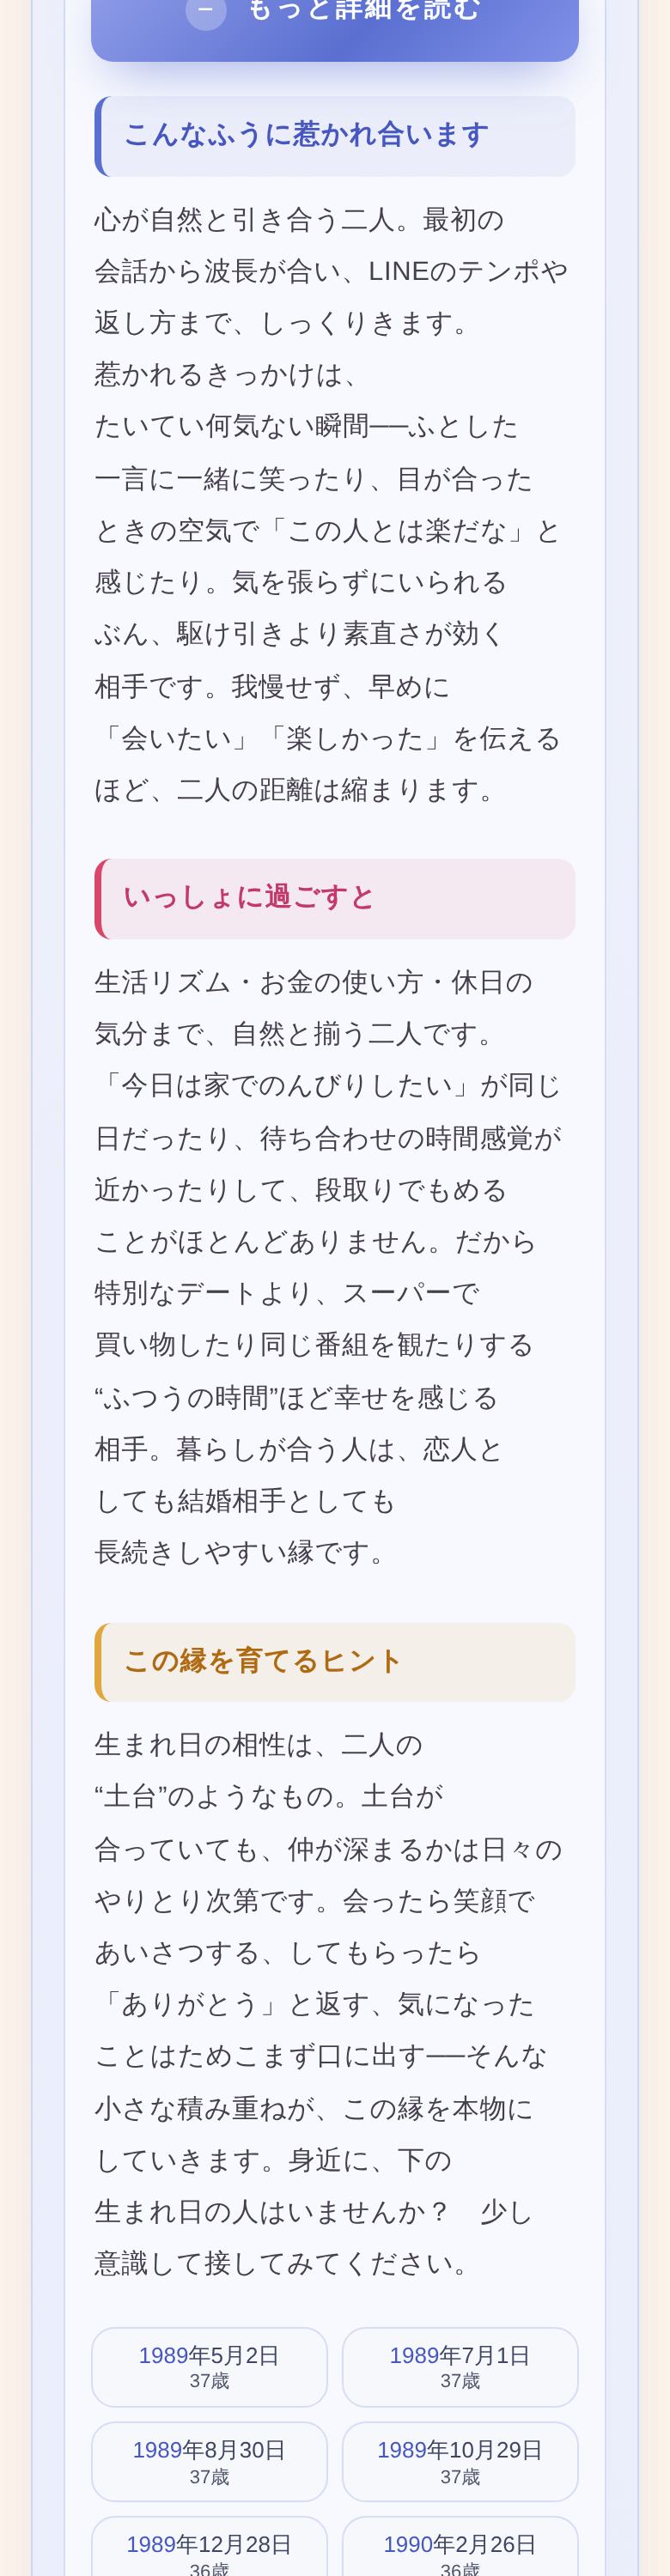 − もっと詳細を読む
こんなふうに惹かれ合います
心が自然と引き合う二人。最初の
会話から波長が合い、LINEのテンポや
返し方まで、しっくりきます。
惹かれるきっかけは、
たいてい何気ない瞬間──ふとした
一言に一緒に笑ったり、目が合った
ときの空気で「この人とは楽だな」と
感じたり。気を張らずにいられる
ぶん、駆け引きより素直さが効く
相手です。我慢せず、早めに
「会いたい」「楽しかった」を伝える
ほど、二人の距離は縮まります。
いっしょに過ごすと
生活リズム・お金の使い方・休日の
気分まで、自然と揃う二人です。
「今日は家でのんびりしたい」が同じ
日だったり、待ち合わせの時間感覚が
近かったりして、段取りでもめる
ことがほとんどありません。だから
特別なデートより、スーパーで
買い物したり同じ番組を観たりする
“ふつうの時間”ほど幸せを感じる
相手。暮らしが合う人は、恋人と
しても結婚相手としても
長続きしやすい縁です。
この縁を育てるヒント
生まれ日の相性は、二人の
“土台”のようなもの。土台が
合っていても、仲が深まるかは日々の
やりとり次第です。会ったら笑顔で
あいさつする、してもらったら
「ありがとう」と返す、気になった
ことはためこまず口に出す──そんな
小さな積み重ねが、この縁を本物に
していきます。身近に、下の
生まれ日の人はいませんか？　少し
意識して接してみてください。
1989年5月2日
37歳
1989年7月1日
37歳
1989年8月30日
37歳
1989年10月29日
37歳
1989年12月28日
36歳
1990年2月26日
36歳